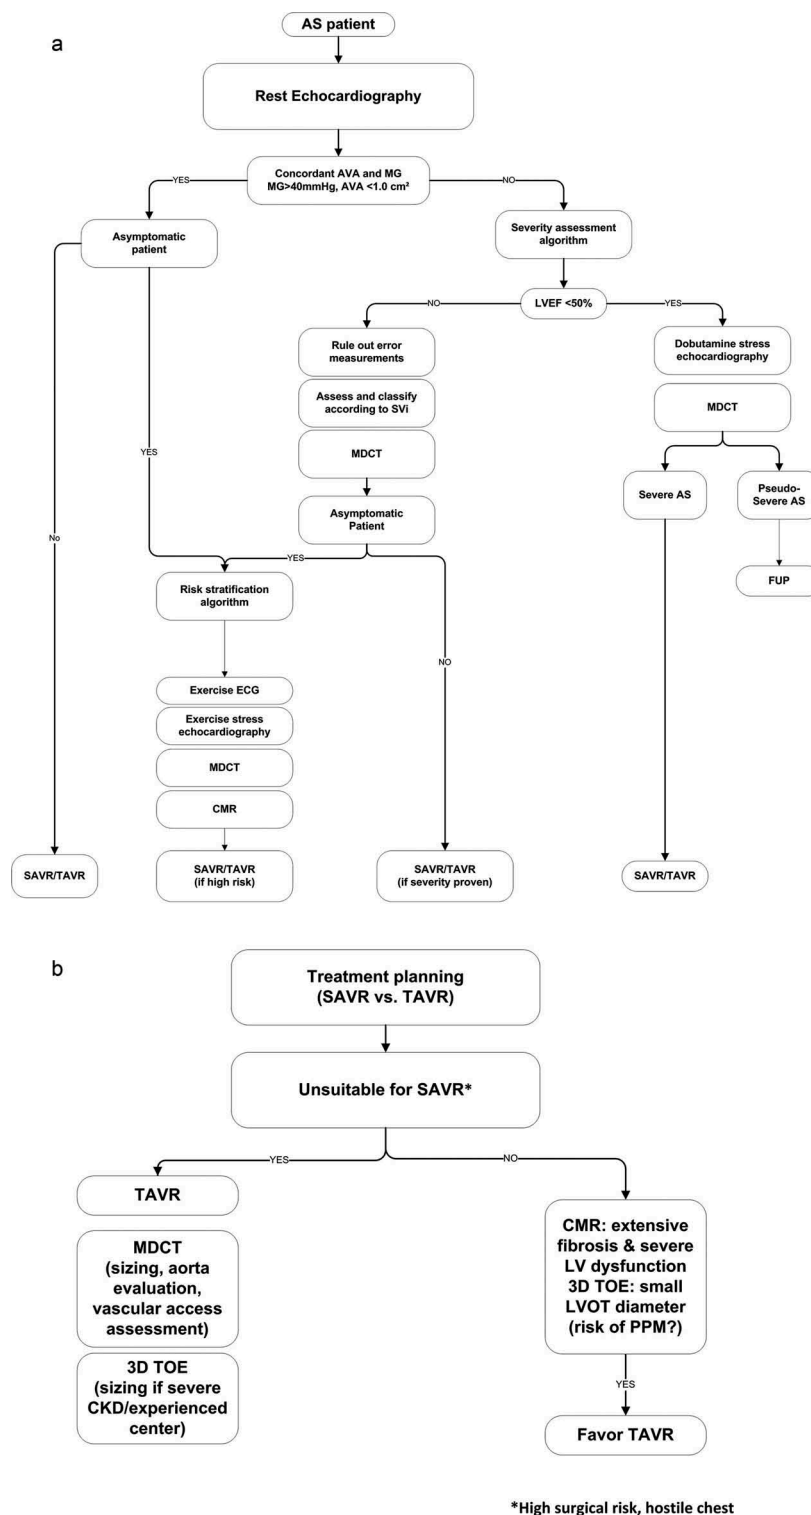 a
AS patient
Rest Echocardiography
Concordant AVA and MG
MG>40mmHg, AVA <1.0 cm²
YES
NO
Asymptomatic
patient
Severity assessment
algorithm
LVEF <50%
NO
YES
Rule out error
measurements
Dobutamine stress
echocardiography
Assess and classify
according to SVi
MDCT
MDCT
YES
Severe AS
Pseudo-
Severe AS
Asymptomatic
Patient
No
YES
FUP
Risk stratification
algorithm
NO
Exercise ECG
Exercise stress
echocardiography
MDCT
CMR
SAVR/TAVR
SAVR/TAVR
(if high risk)
SAVR/TAVR
(if severity proven)
SAVR/TAVR
b
Treatment planning
(SAVR vs. TAVR)
Unsuitable for SAVR*
YES
NO
TAVR
MDCT
(sizing, aorta
evaluation,
vascular access
assessment)
3D TOE
(sizing if severe
CKD/experienced
center)
CMR: extensive
fibrosis & severe
LV dysfunction
3D TOE: small
LVOT diameter
(risk of PPM?)
YES
Favor TAVR
*High surgical risk, hostile chest